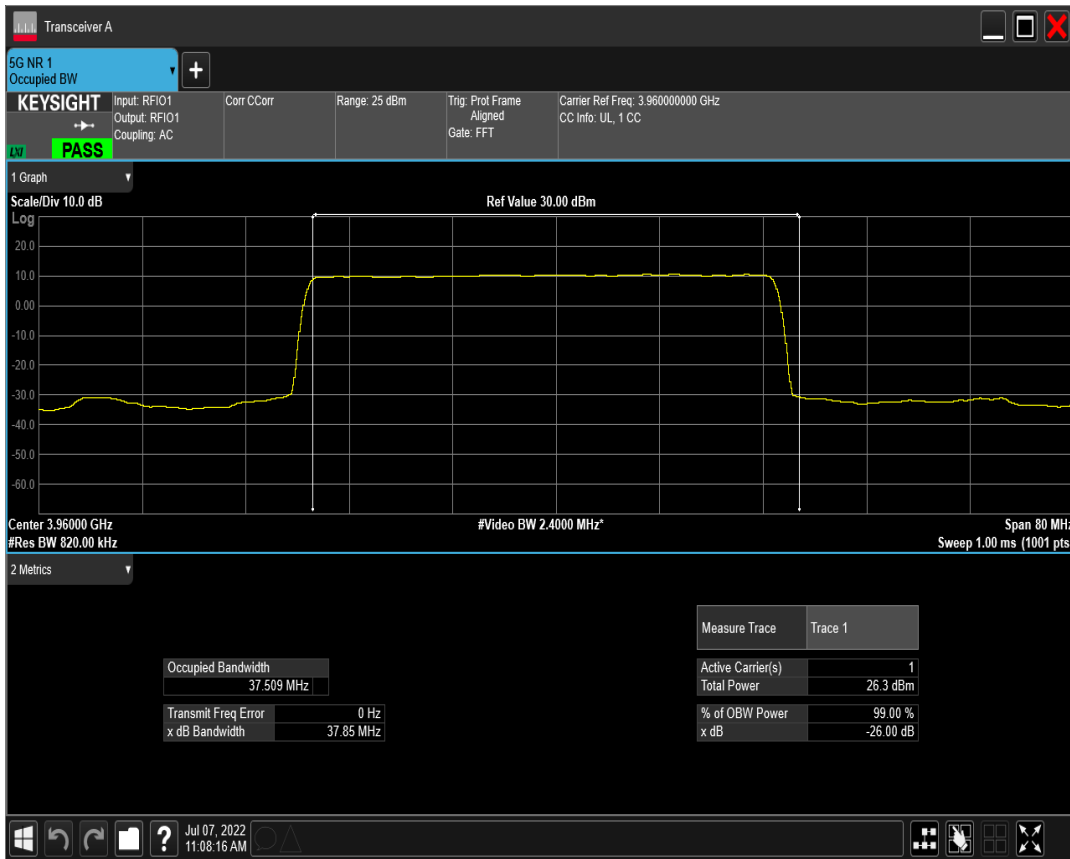 Transceiver A
5G NR 1
Occupied BW
KEYSIGHT
LXI
PASS
Input: RFIO1
Output: RFIO1
Coupling: AC
Corr CCorr
Range: 25 dBm
Trig: Prot Frame
Aligned
Gate: FFT
Carrier Ref Freq: 3.960000000 GHz
CC Info: UL, 1 CC
1 Graph
Scale/Div 10.0 dB
Ref Value 30.00 dBm
Log
20.0
10.0
0.00
-10.0
-20.0
-30.0
-40.0
-50.0
-60.0
Center 3.96000 GHz
#Video BW 2.4000 MHz*
Span 80 MHz
#Res BW 820.00 kHz
Sweep 1.00 ms (1001 pts
2 Metrics
Measure Trace Trace 1
Occupied Bandwidth
37.509 MHz
Active Carrier(s) 1
Total Power 26.3 dBm
Transmit Freq Error 0 Hz
x dB Bandwidth 37.85 MHz
% of OBW Power 99.00 %
x dB -26.00 dB
Jul 07, 2022
11:08:16 AM